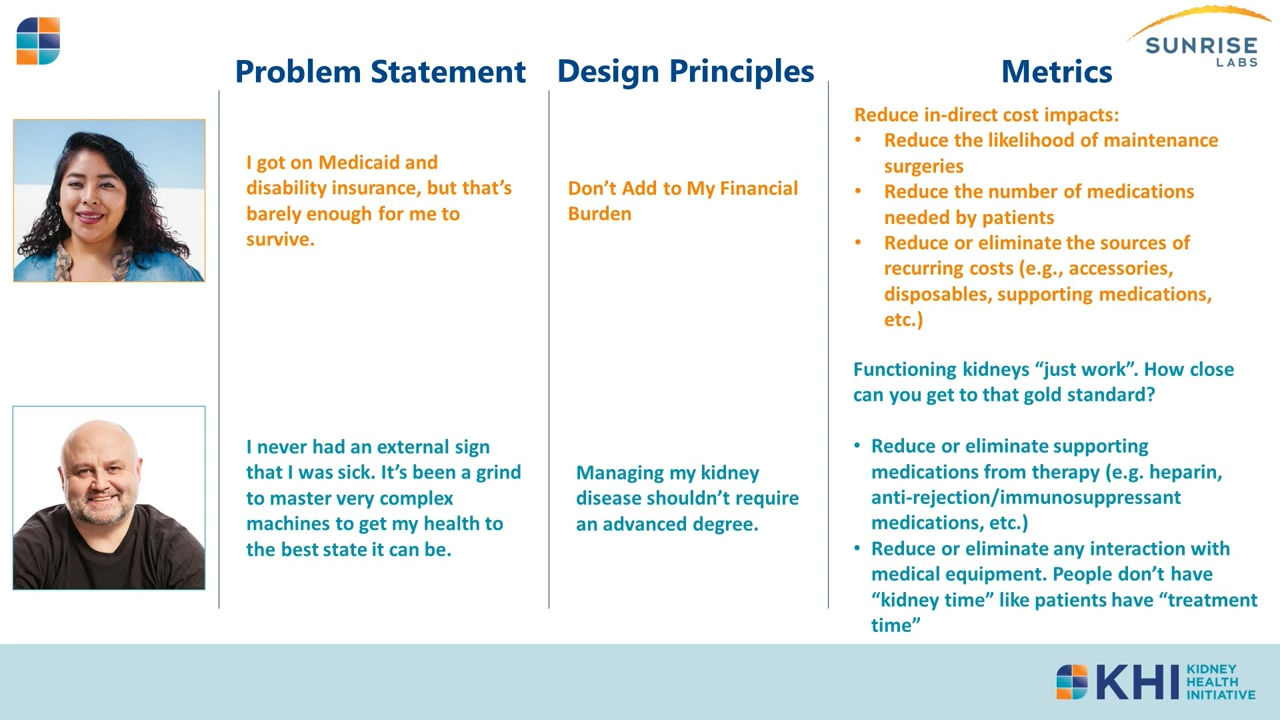 SUNRISE
LABS
Problem Statement
Design Principles
Metrics
I got on Medicaid and
disability insurance, but that’s
barely enough for me to
survive.
Don’t Add to My Financial
Burden
Reduce in-direct cost impacts:
• Reduce the likelihood of maintenance
surgeries
• Reduce the number of medications
needed by patients
• Reduce or eliminate the sources of
recurring costs (e.g., accessories,
disposables, supporting medications,
etc.)
I never had an external sign
that I was sick. It’s been a grind
to master very complex
machines to get my health to
the best state it can be.
Managing my kidney
disease shouldn’t require
an advanced degree.
Functioning kidneys “just work”. How close
can you get to that gold standard?
• Reduce or eliminate supporting
medications from therapy (e.g. heparin,
anti-rejection/immunosuppressant
medications, etc.)
• Reduce or eliminate any interaction with
medical equipment. People don’t have
“kidney time” like patients have “treatment
time”
KHI
KIDNEY
HEALTH
INITIATIVE